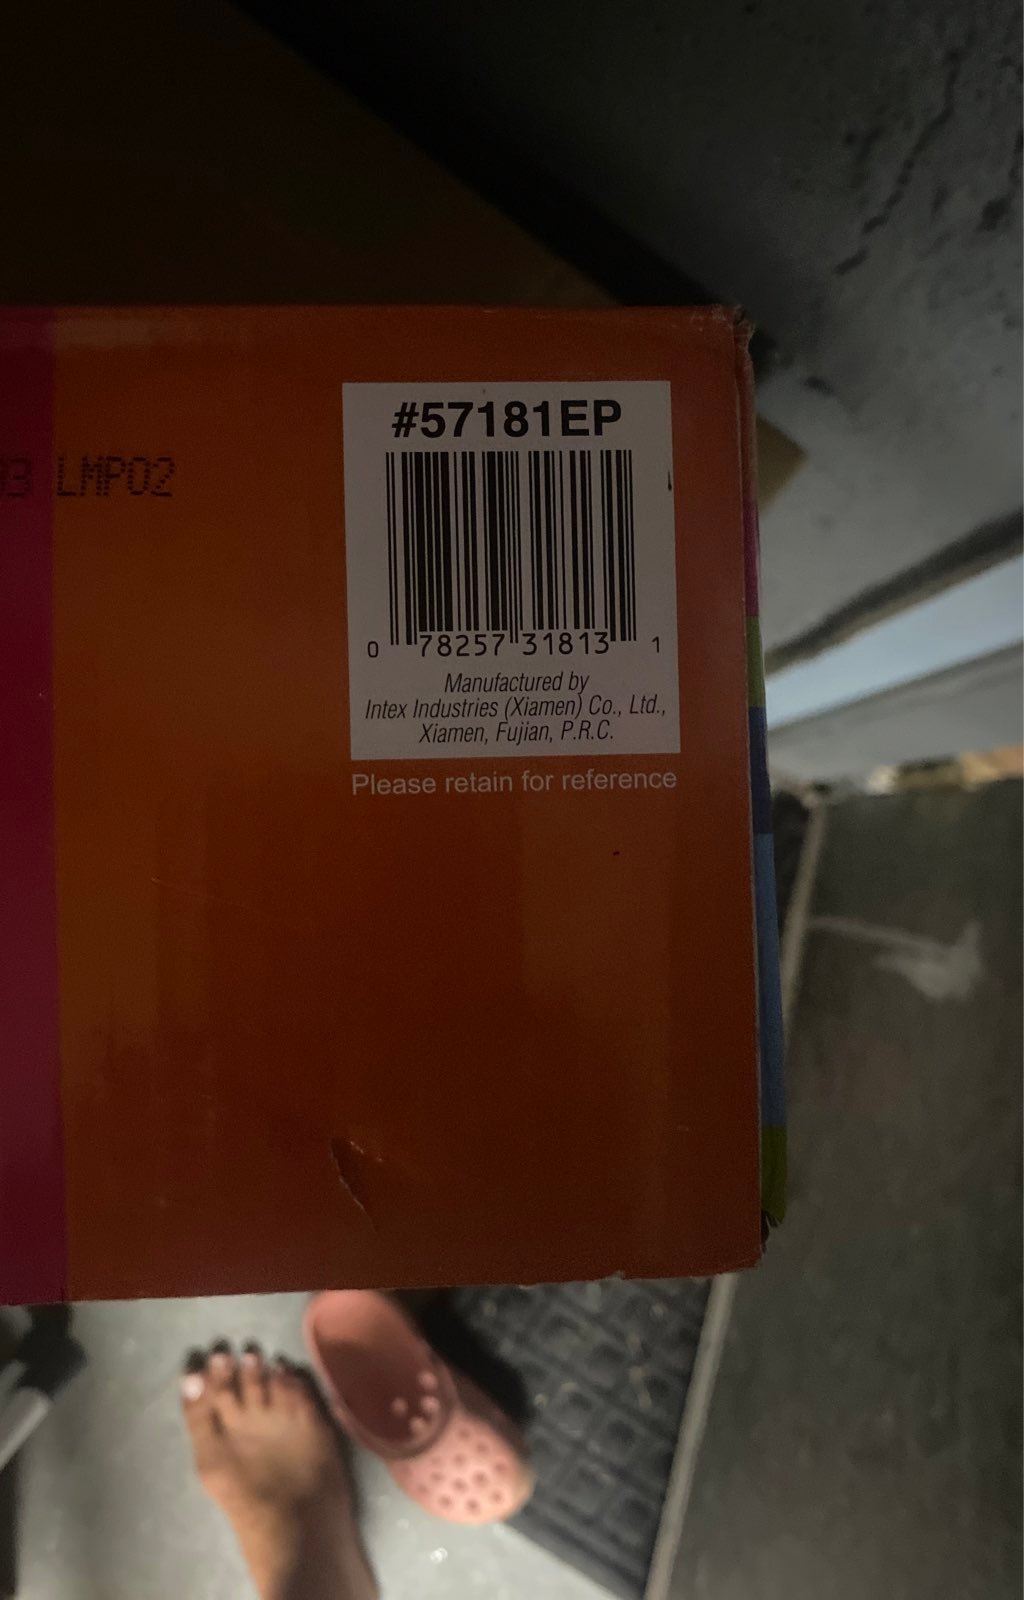 #57181EP
LMP02
0 78257 31813 1
Manufactured by
Intex Industries (Xiamen) Co., Ltd.,
Xiamen, Fujian, P.R.C.
Please retain for reference